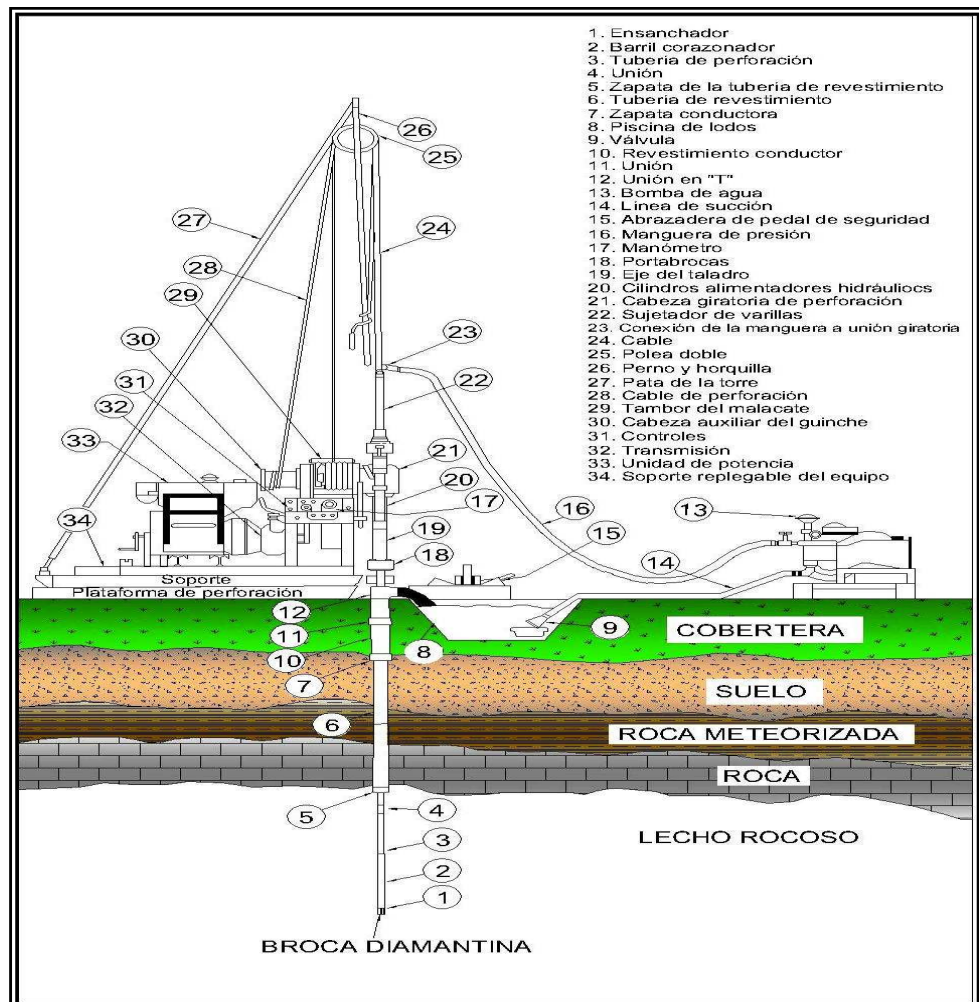 1. Ensanchador
2. Barril corazonador
3. Tubería de perforación
4. Unión
5. Zapata de la tuberia de revestimiento
6. Tubería de revestimiento
7. Zapata conductora
8. Piscina de lodos
9. Válvula
10. Revestimiento conductor
11. Unión
12. Unión en "T"
13. Bomba de agua
14. Línea de succión
15. Abrazadera de pedal de seguridad
16. Manguera de presión
17. Manómetro
18. Portabrocas
19. Eje del taladro
20. Cilindros alimentadores hidráuliocs
21. Cabeza giratoria de perforación
22. Sujetador de varillas
23. Conexión de la manguera a unión giratoria
24. Cable
25. Polea doble
26. Perno y horquilla
27. Pata de la torre
28. Cable de perforación
29. Tambor del malacate
30. Cabeza auxiliar del guinche
31. Controles
32. Transmisión
33. Unidad de potencia
34. Soporte replegable del equipo
26
25
27
24
28
29
30
23
31
22
32
33
21
20
17
16
13
34
19
15
18
14
Soporte
Plataforma de perforación
12
11
9
COBERTERA
10
8
7
SUELO
6
ROCA METEORIZADA
ROCA
5
4
LECHO ROCOSO
3
2
1
BROCA DIAMANTINA